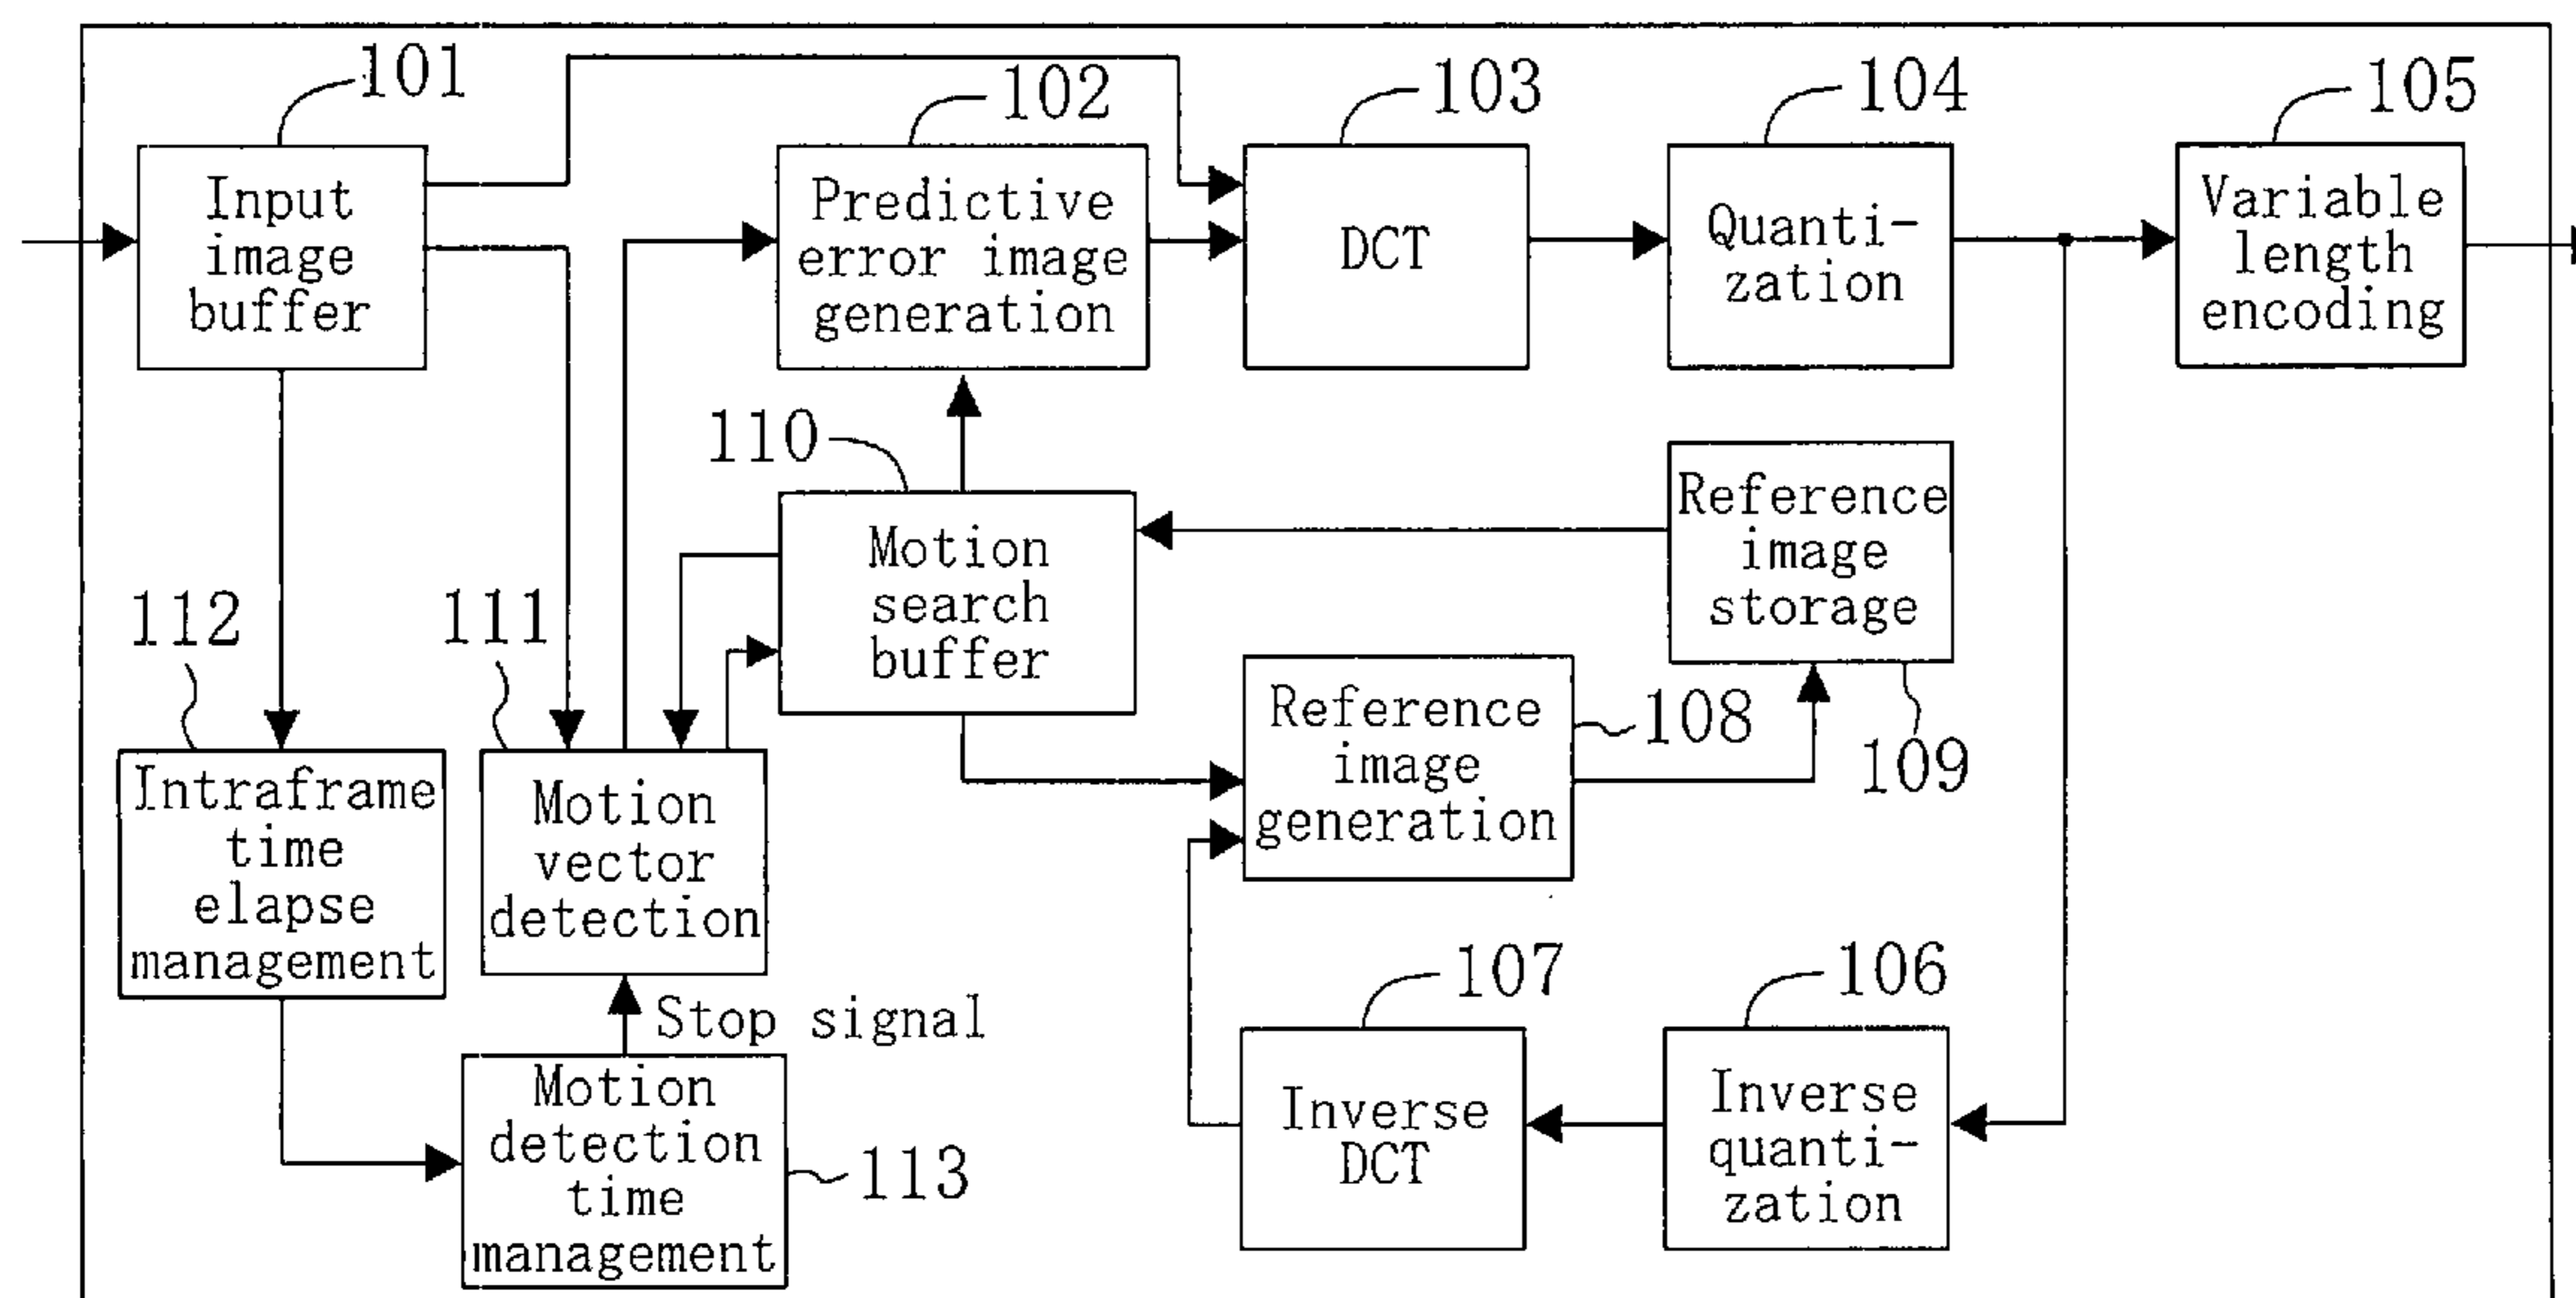 101
102
103
104
105
Input
image
buffer
Predictive
error image
generation
DCT
Quanti-
zation
Variable
length
encoding
110
Motion
search
buffer
Reference
image
storage
109
112
111
Reference
image
generation
108
Intraframe
time
elapse
management
Motion
vector
detection
Stop signal
107
106
Motion
detection
time
management
113
Inverse
DCT
Inverse
quanti-
zation